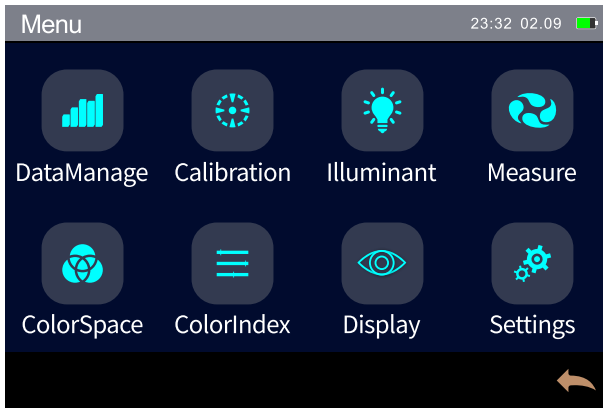 Menu 23:32 02.09
DataManage Calibration Illuminant Measure
ColorSpace ColorIndex Display Settings